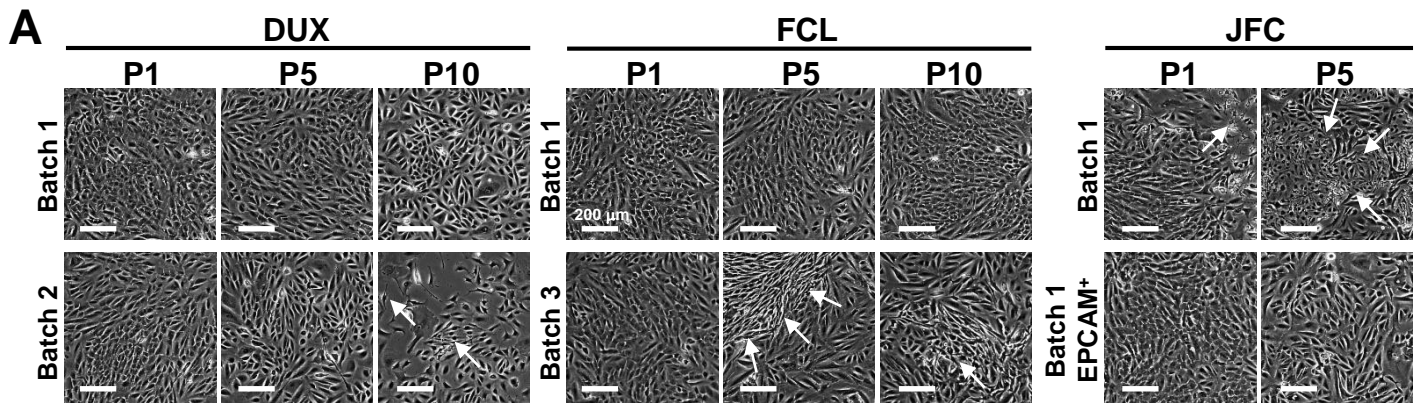 A
DUX
FCL
JFC
P1
P5
P10
P1
P5
P10
P1
P5
Batch 1
Batch 1
200 µm
Batch 1
Batch 2
Batch 3
Batch 1
EPCAM+